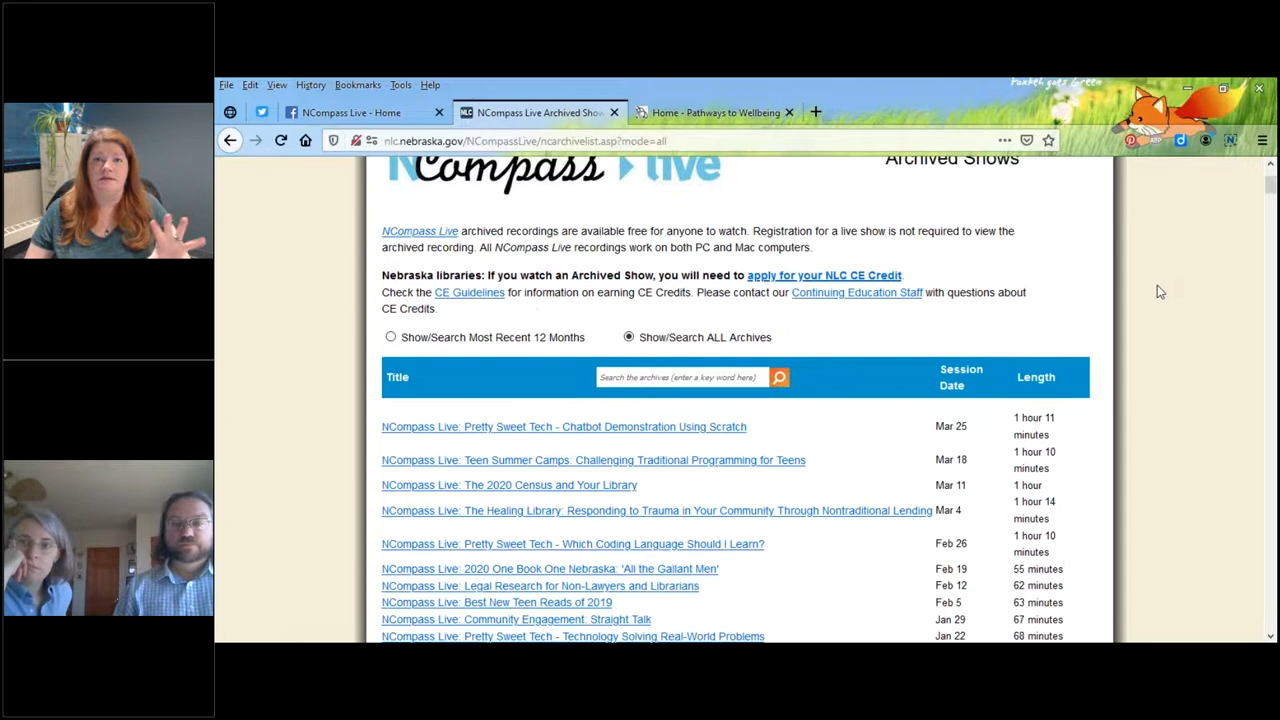 File Edit View History Bookmarks Tools Help
NCompass Live - Home
NCompass Live Archived Show
Home - Pathways to Wellbeing
nlc.nebraska.gov/NCompassLive/ncarchivelist.asp?mode=all
NCompass live
Archived Shows
NCompass Live archived recordings are available free for anyone to watch. Registration for a live show is not required to view the
archived recording. All NCompass Live recordings work on both PC and Mac computers.
Nebraska libraries: If you watch an Archived Show, you will need to apply for your NLC CE Credit.
Check the CE Guidelines for information on earning CE Credits. Please contact our Continuing Education Staff with questions about
CE Credits.
Show/Search Most Recent 12 Months Show/Search ALL Archives
Title
Search the archives (enter a key word here)
Session
Date
Length
NCompass Live: Pretty Sweet Tech - Chatbot Demonstration Using Scratch Mar 25 1 hour 11
minutes
NCompass Live: Teen Summer Camps: Challenging Traditional Programming for Teens Mar 18 1 hour 10
minutes
NCompass Live: The 2020 Census and Your Library Mar 11 1 hour
NCompass Live: The Healing Library: Responding to Trauma in Your Community Through Nontraditional Lending Mar 4 1 hour 14
minutes
NCompass Live: Pretty Sweet Tech - Which Coding Language Should I Learn? Feb 26 1 hour 10
minutes
NCompass Live: 2020 One Book One Nebraska: 'All the Gallant Men' Feb 19 55 minutes
NCompass Live: Legal Research for Non-Lawyers and Librarians Feb 12 62 minutes
NCompass Live: Best New Teen Reads of 2019 Feb 5 63 minutes
NCompass Live: Community Engagement: Straight Talk Jan 29 67 minutes
NCompass Live: Pretty Sweet Tech - Technology Solving Real-World Problems Jan 22 68 minutes